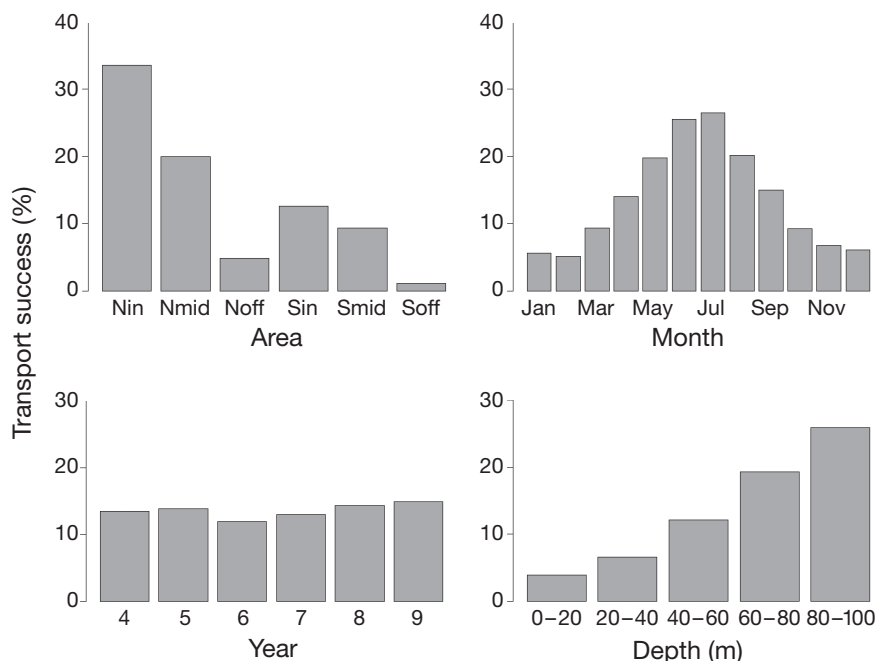 Transport success (%)
40
30
20
10
0
Nin Nmid Noff Sin Smid Soff
Area
40
30
20
10
0
Jan Mar May Jul Sep Nov
Month
30
20
10
0
4 5 6 7 8 9
Year
30
20
10
0
0–20 20–40 40–60 60–80 80–100
Depth (m)